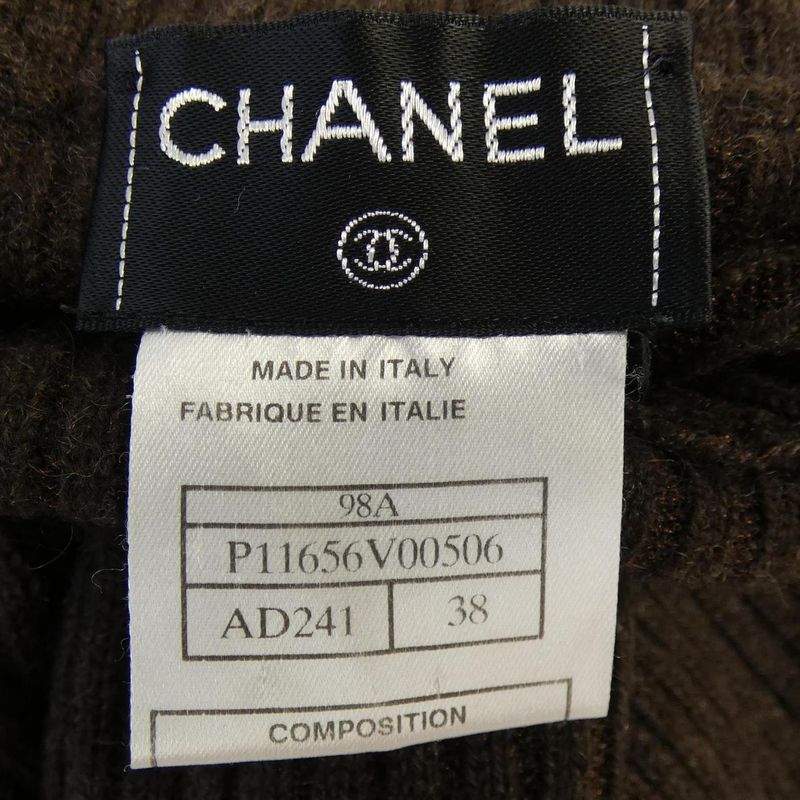 CHANEL
MADE IN ITALY
FABRIQUE EN ITALIE
98A
P11656V00506
AD241 38
COMPOSITION